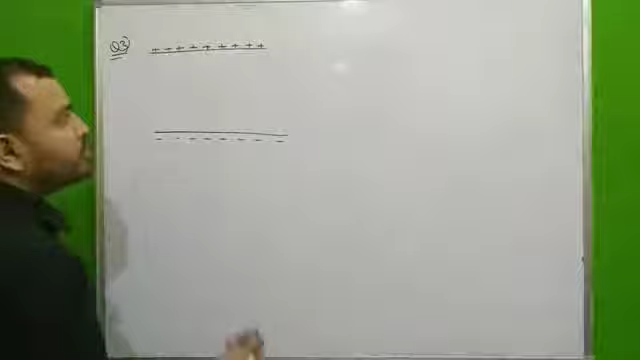 Q3)
+ + + + + + + + +
- - - - - - - -